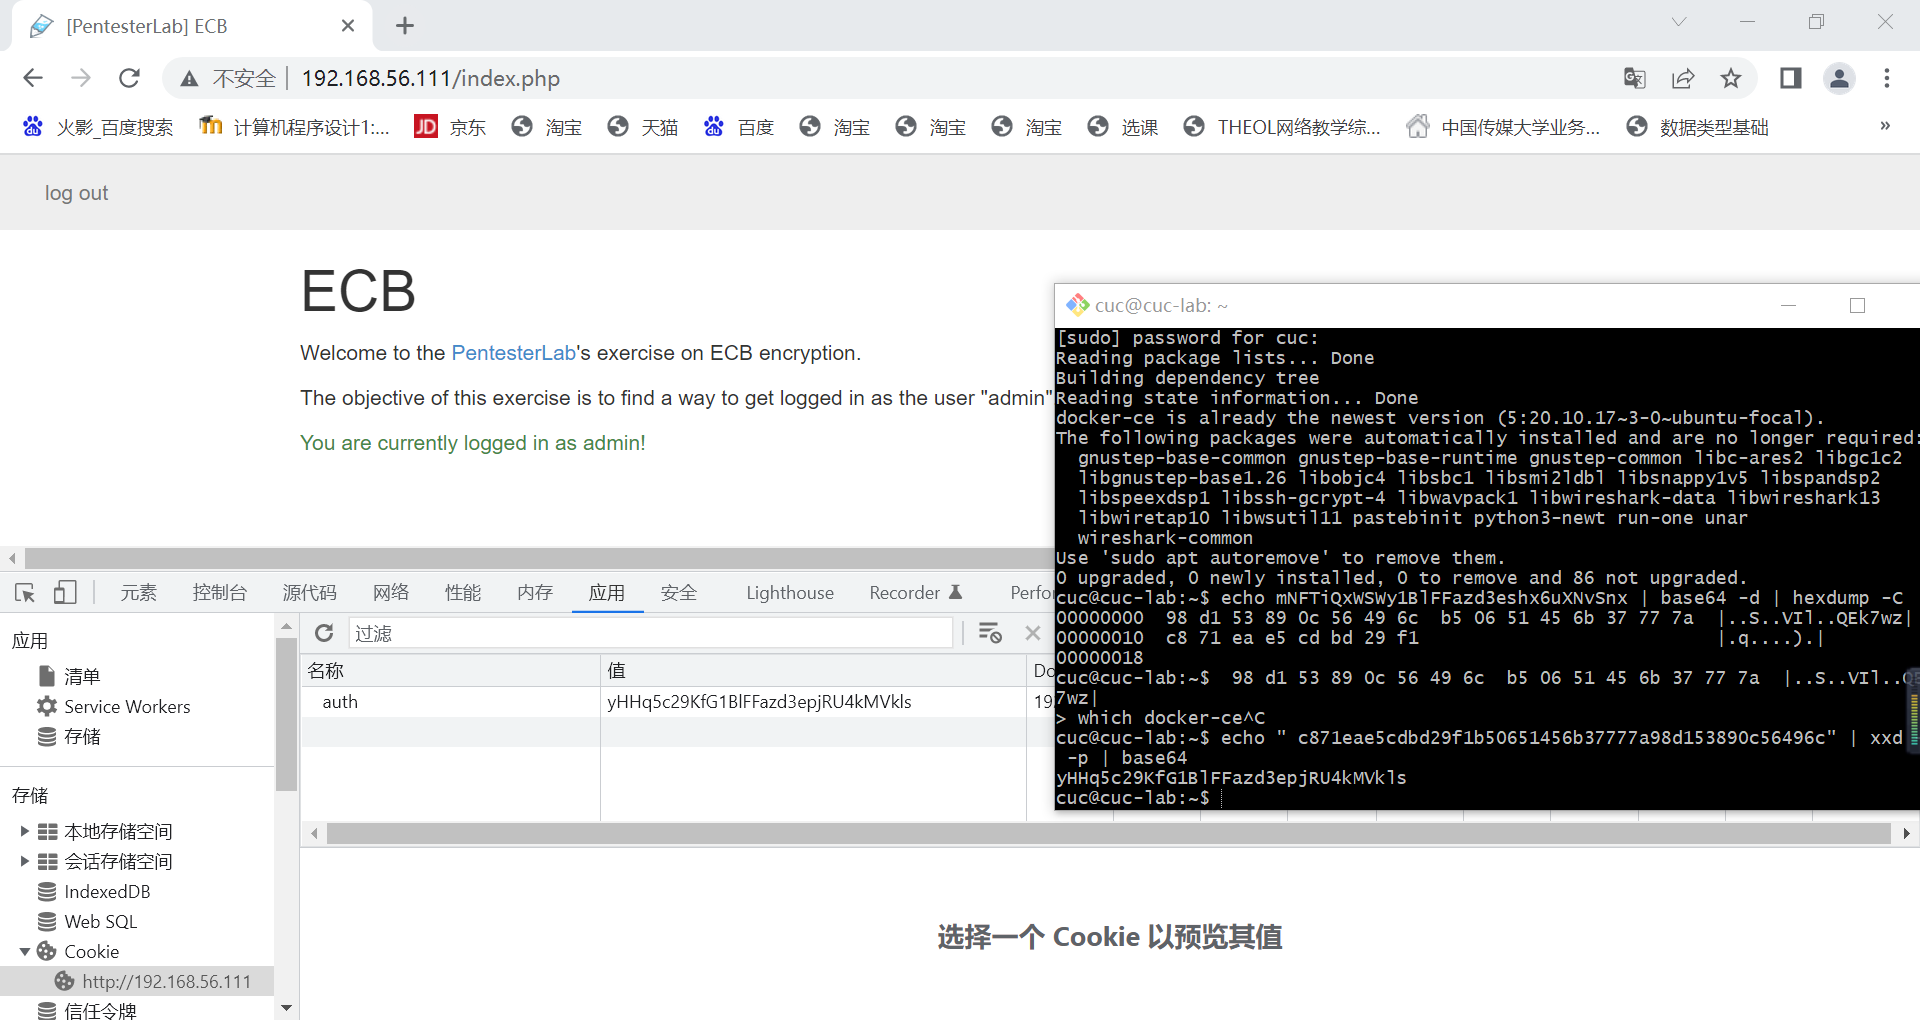 [PentesterLab] ECB
不安全 192.168.56.111/index.php
火影_百度搜索 计算机程序设计1:... JD 京东 淘宝 天猫 百度 淘宝 淘宝 淘宝 选课 THEOL网络教学综... 中国传媒大学业务... 数据类型基础 »
log out
ECB
Welcome to the PentesterLab's exercise on ECB encryption.
The objective of this exercise is to find a way to get logged in as the user "admin"
You are currently logged in as admin!
元素 控制台 源代码 网络 性能 内存 应用 安全 Lighthouse Recorder Perfo
应用
清单
Service Workers
存储
存储
本地存储空间
会话存储空间
IndexedDB
Web SQL
Cookie
http://192.168.56.111
信任令牌
过滤
名称 值 Do
auth yHHq5c29KfG1BlFFazd3epjRU4kMVkls 19
选择一个 Cookie 以预览其值
cuc@cuc-lab: ~
[sudo] password for cuc:
Reading package lists... Done
Building dependency tree
Reading state information... Done
docker-ce is already the newest version (5:20.10.17~3-0~ubuntu-focal).
The following packages were automatically installed and are no longer required:
gnustep-base-common gnustep-base-runtime gnustep-common libc-ares2 libgc1c2
libgnustep-base1.26 libobjc4 libsbc1 libsmi2ldbl libsnappy1v5 libspandsp2
libspeexdsp1 libssh-gcrypt-4 libwavpack1 libwireshark-data libwireshark13
libwiretap10 libwsutil11 pastebinit python3-newt run-one unar
wireshark-common
Use 'sudo apt autoremove' to remove them.
0 upgraded, 0 newly installed, 0 to remove and 86 not upgraded.
cuc@cuc-lab:~$ echo mNFTiQxWSWy1BlFFazd3eshx6uXNvSnx | base64 -d | hexdump -C
00000000  98 d1 53 89 0c 56 49 6c  b5 06 51 45 6b 37 77 7a  |..S..VIl..QEk7wz|
00000010  c8 71 ea e5 cd bd 29 f1                           |.q....).|
00000018
cuc@cuc-lab:~$  98 d1 53 89 0c 56 49 6c  b5 06 51 45 6b 37 77 7a  |..S..VIl..QE
7wz|
> which docker-ce^C
cuc@cuc-lab:~$ echo " c871eae5cdbd29f1b50651456b37777a98d153890c56496c" | xxd
-p | base64
yHHq5c29KfG1BlFFazd3epjRU4kMVkls
cuc@cuc-lab:~$